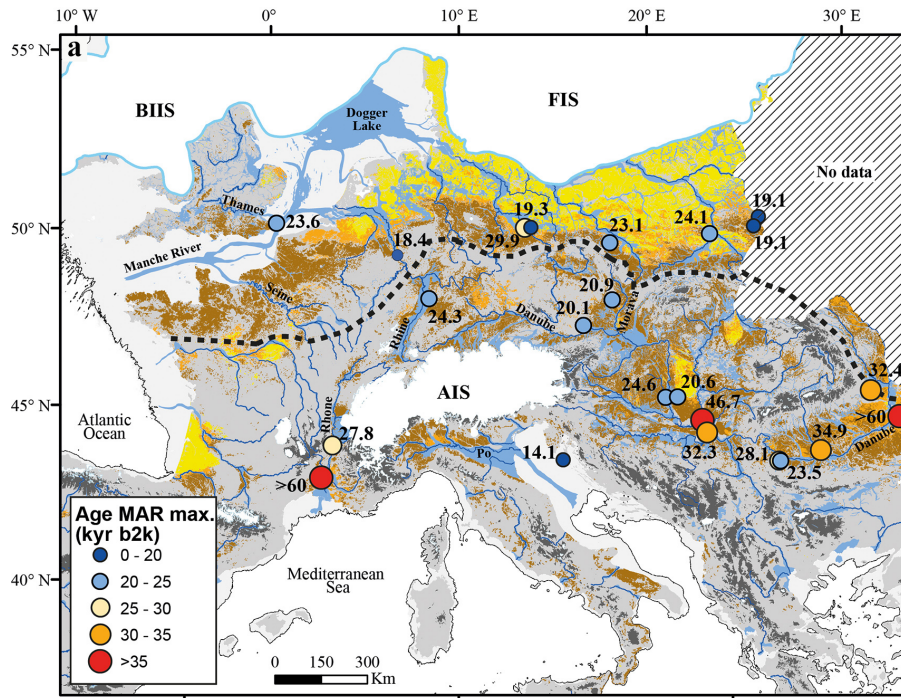 10° W
0°
10° E
20° E
30° E
55° N
a
BIIS
FIS
Dogger
Lake
No data
Thames
19.3
19.1
50° N
23.6
23.1
24.1
Manche River
18.4
29.9
19.1
Seine
20.9
Morava
Rhine
24.3
20.1
Danube
32.4
AIS
24.6
20.6
45° N
46.7
>60
Atlantic
Ocean
Rhone
27.8
Po
14.1
32.3
28.1
34.9
Danube
23.5
>60
Age MAR max.
(kyr b2k)
0 - 20
20 - 25
25 - 30
30 - 35
>35
Mediterranean
Sea
40° N
0 150 300
Km